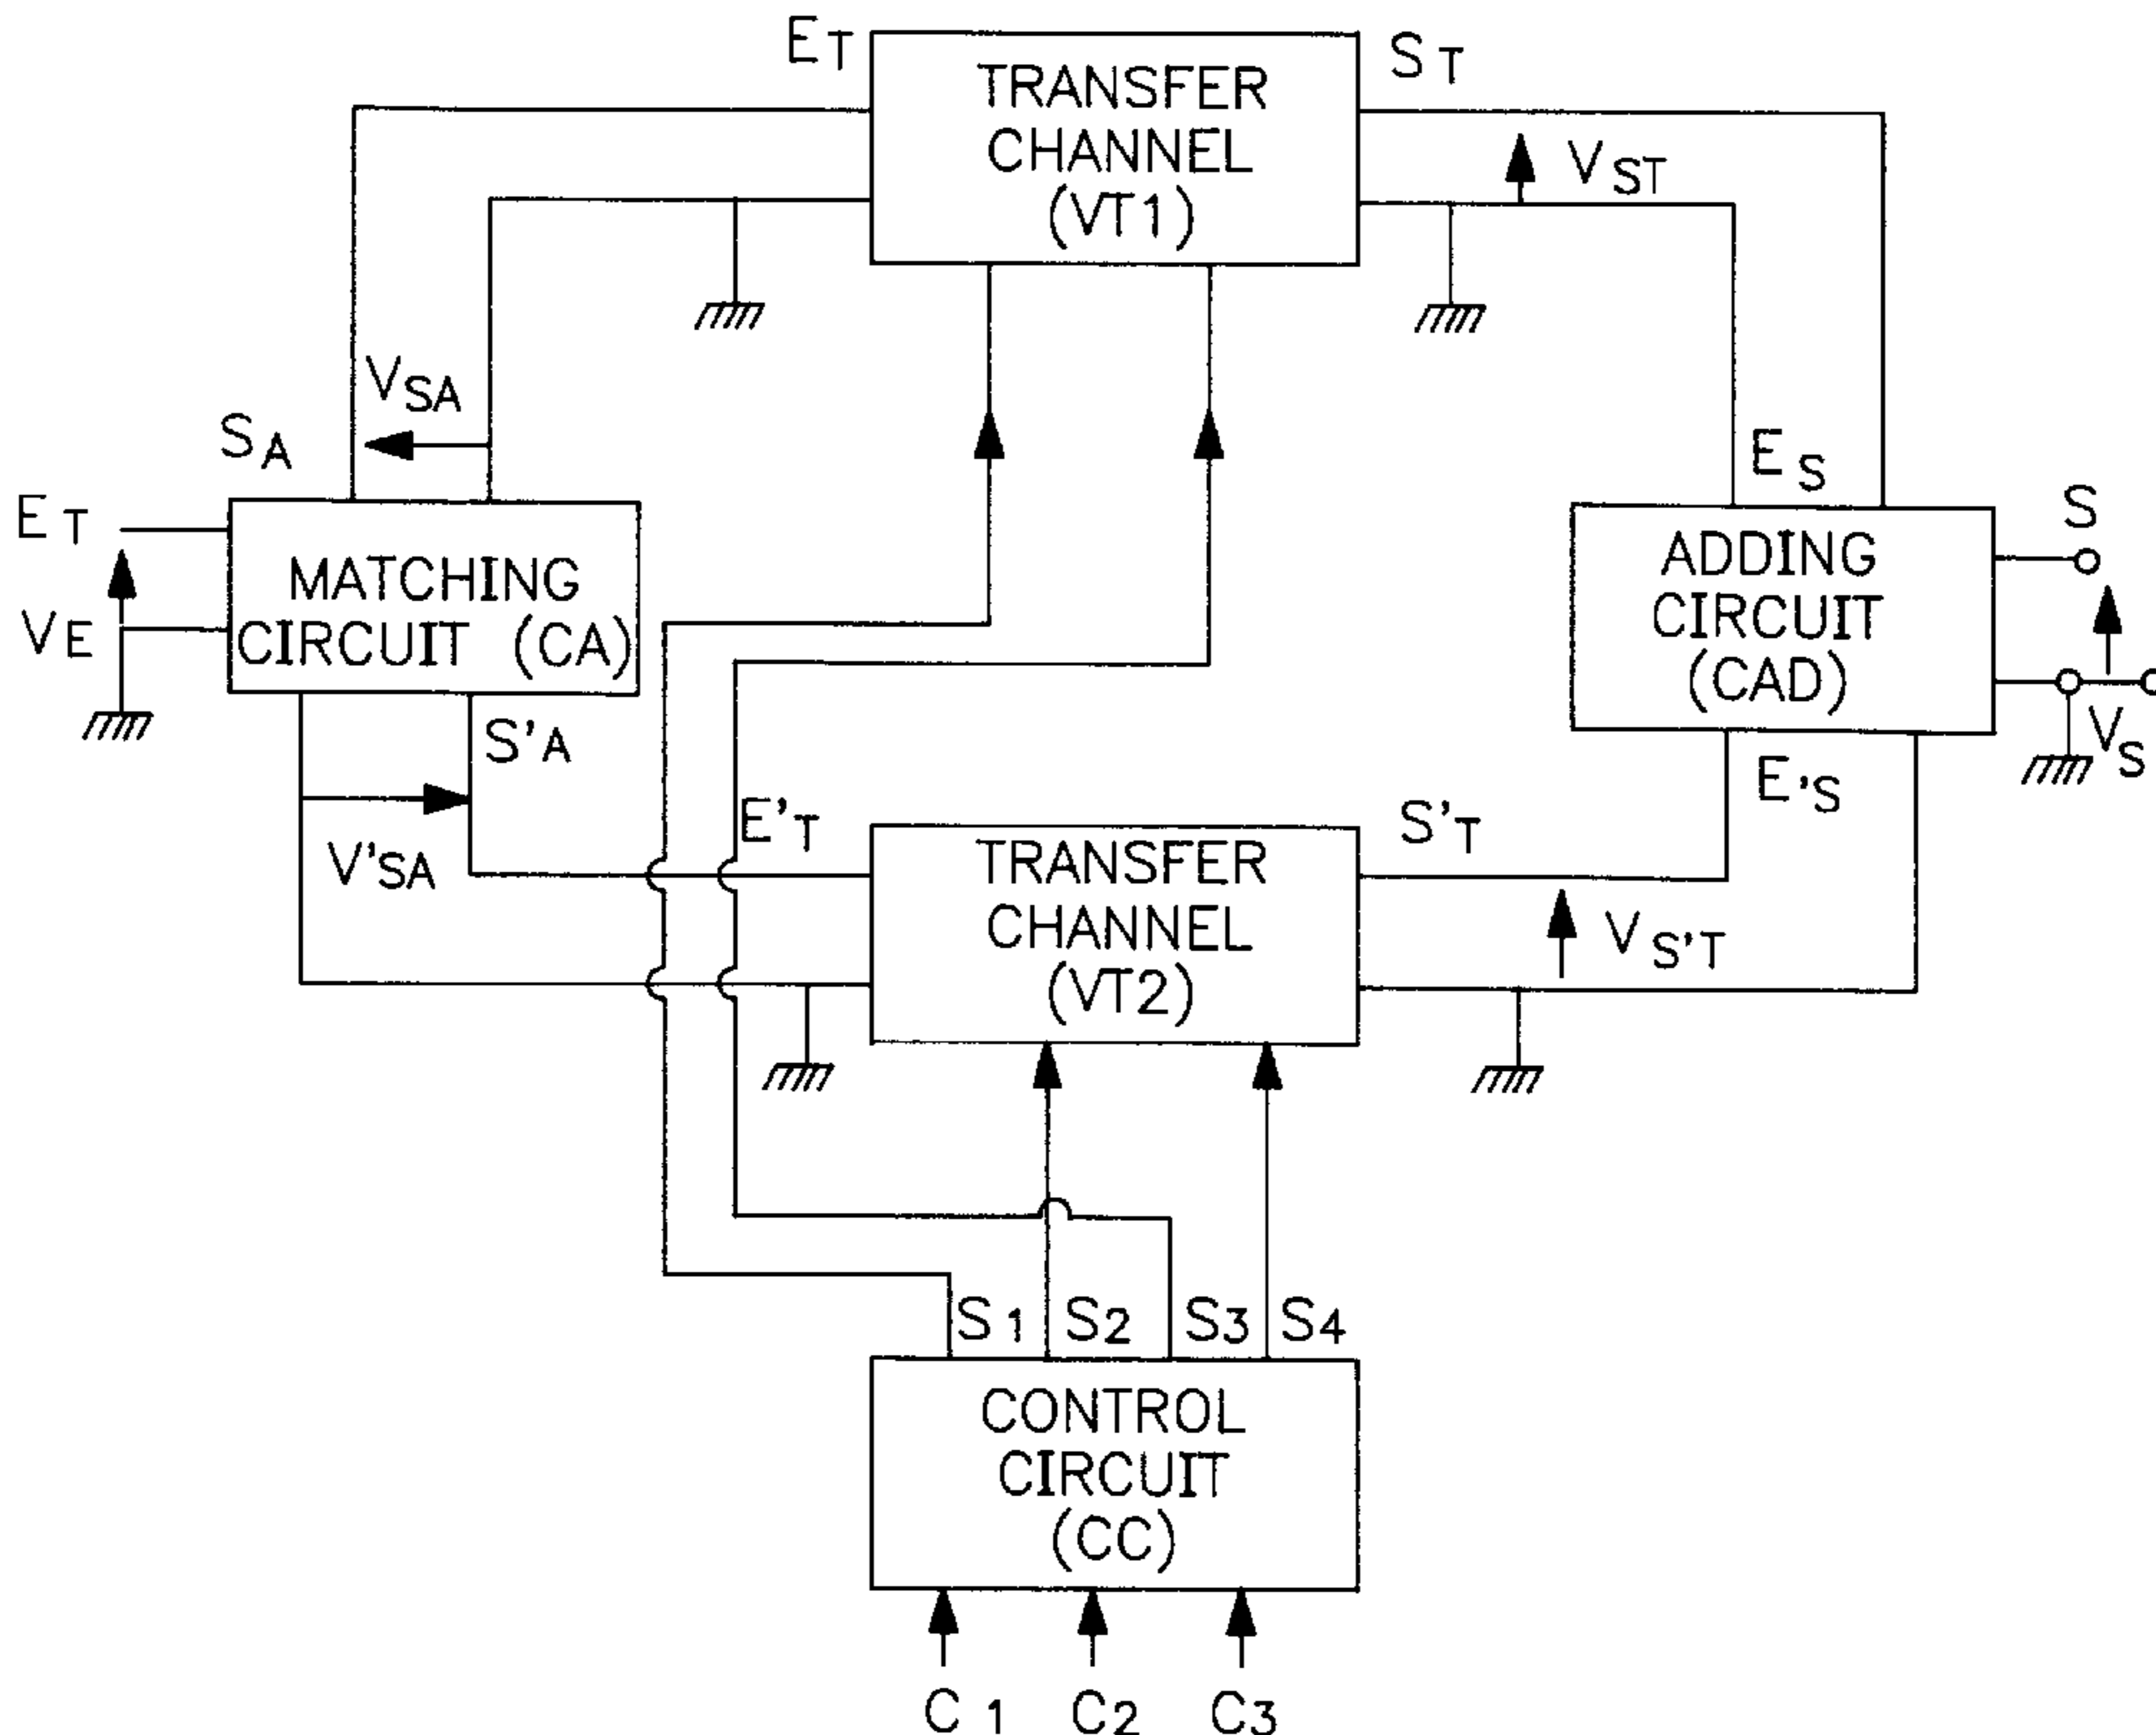 ET
TRANSFER
CHANNEL
(VT1)
ST
VST
VSA
SA
ES
ET
VE
MATCHING
CIRCUIT (CA)
ADDING
CIRCUIT
(CAD)
S
VS
S'A
V'SA
E'T
TRANSFER
CHANNEL
(VT2)
S'T
E'S
VS'T
S1 S2 S3 S4
CONTROL
CIRCUIT
(CC)
C1 C2 C3